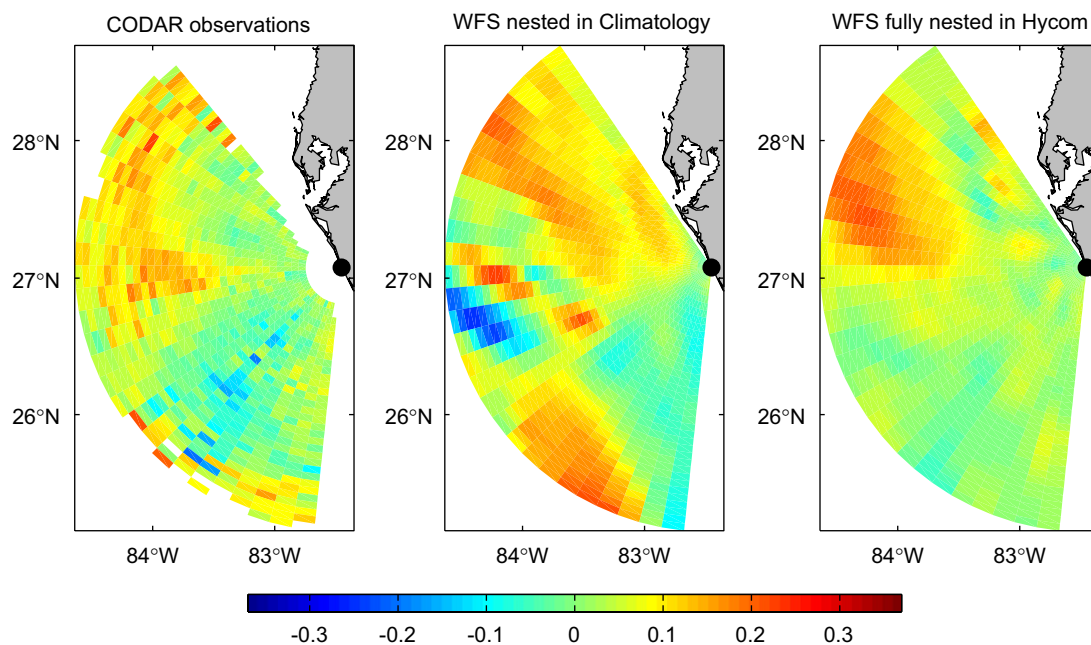 CODAR observations
WFS nested in Climatology
WFS fully nested in Hycom
28°N
27°N
26°N
84°W
83°W
28°N
27°N
26°N
84°W
83°W
28°N
27°N
26°N
84°W
83°W
-0.3 -0.2 -0.1 0 0.1 0.2 0.3